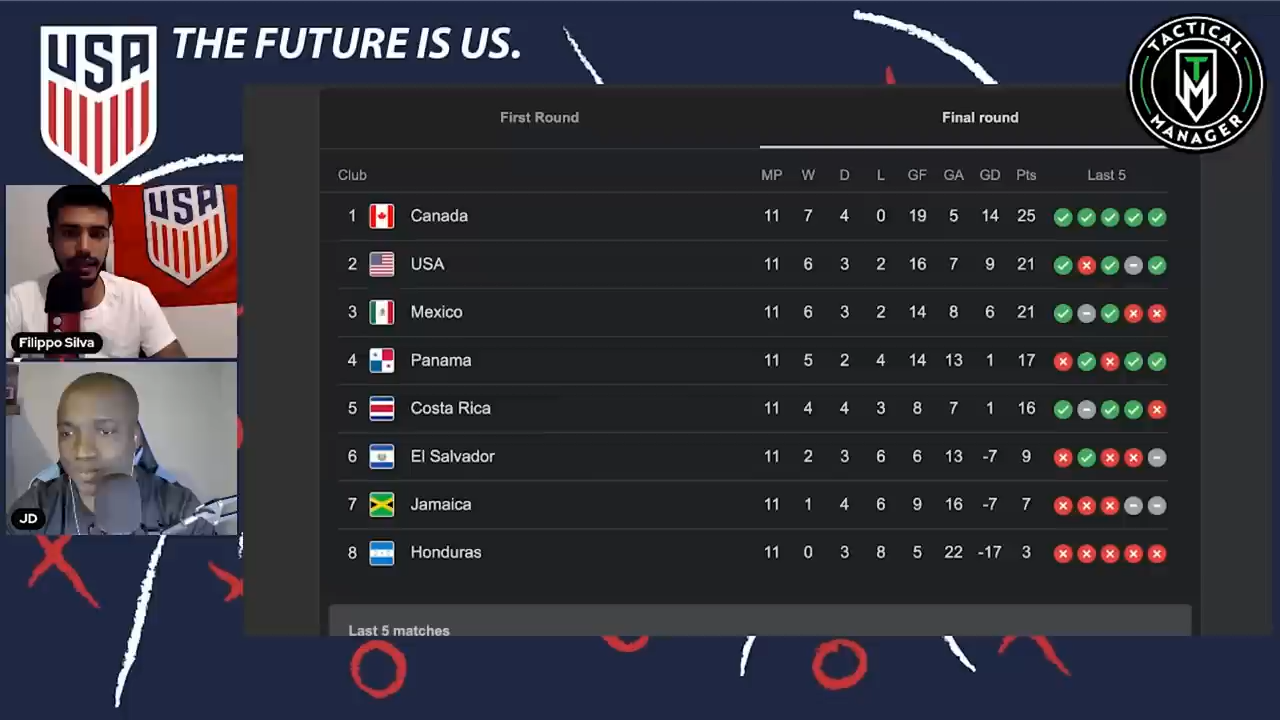 USA
THE FUTURE IS US.
TACTICAL
TM
MANAGER
First Round
Final round
Club MP W D L GF GA GD Pts Last 5
1 Canada 11 7 4 0 19 5 14 25
2 USA 11 6 3 2 16 7 9 21
3 Mexico 11 6 3 2 14 8 6 21
4 Panama 11 5 2 4 14 13 1 17
5 Costa Rica 11 4 4 3 8 7 1 16
6 El Salvador 11 2 3 6 6 13 -7 9
7 Jamaica 11 1 4 6 9 16 -7 7
8 Honduras 11 0 3 8 5 22 -17 3
Last 5 matches
USA
Filippo Silva
JD